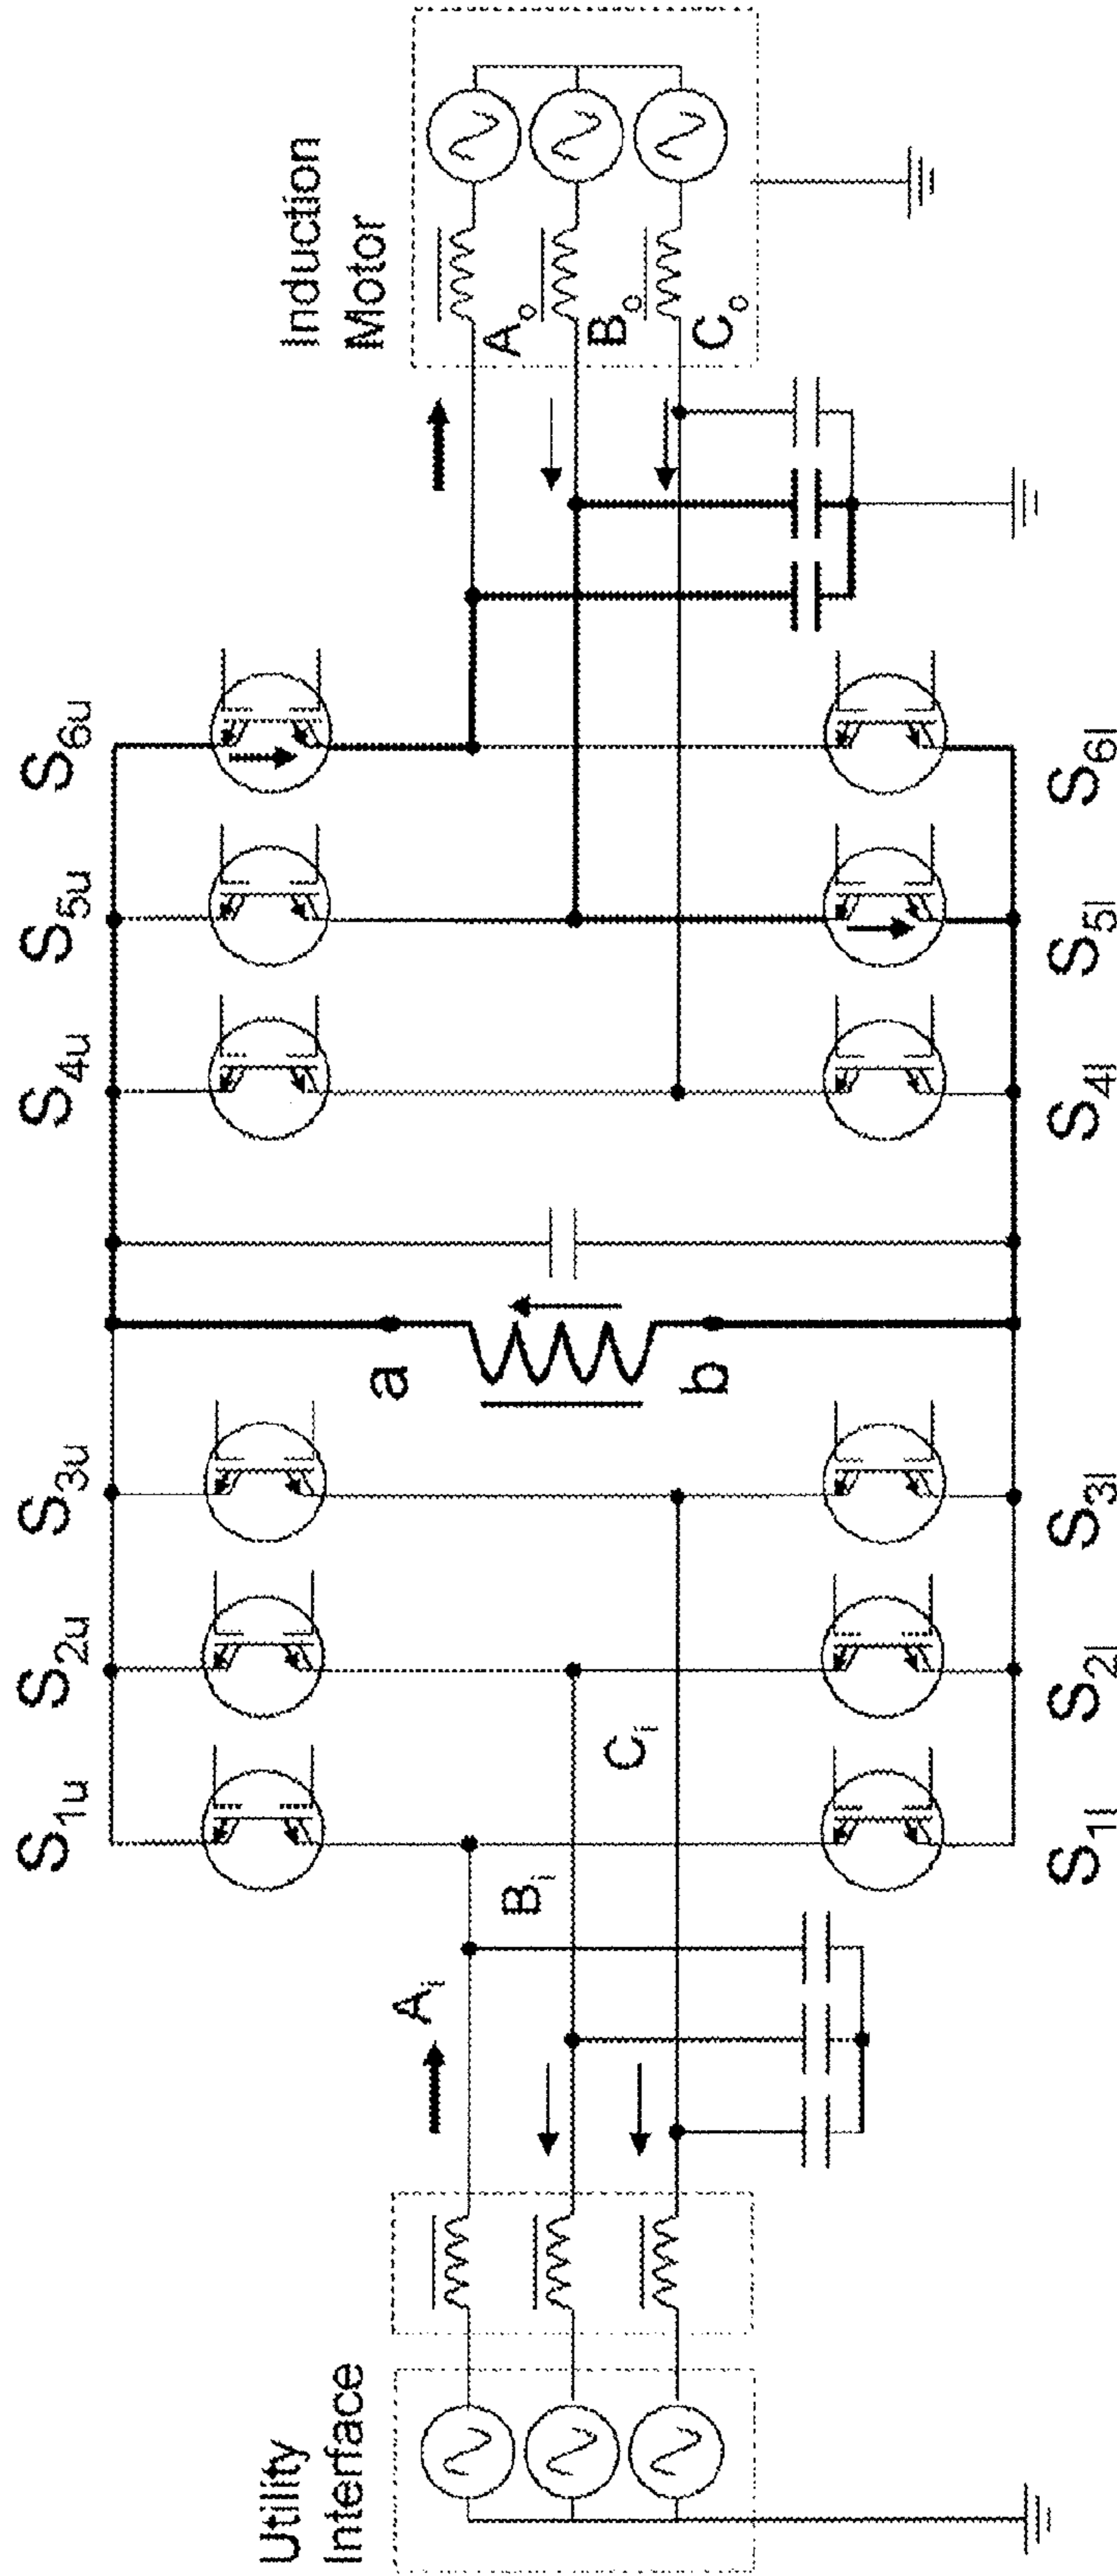 Utility
Interface
Induction
Motor
S1u
S2u
S3u
S4u
S5u
S6u
Ai
Bi
Ci
a
b
Ao
Bo
Co
S1l
S2l
S3l
S4l
S5l
S6l